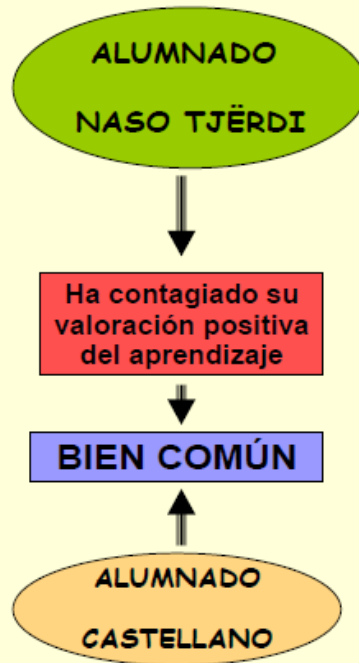 ALUMNADO
NASO TJËRDI
Ha contagiado su
valoración positiva
del aprendizaje
BIEN COMÚN
ALUMNADO
CASTELLANO